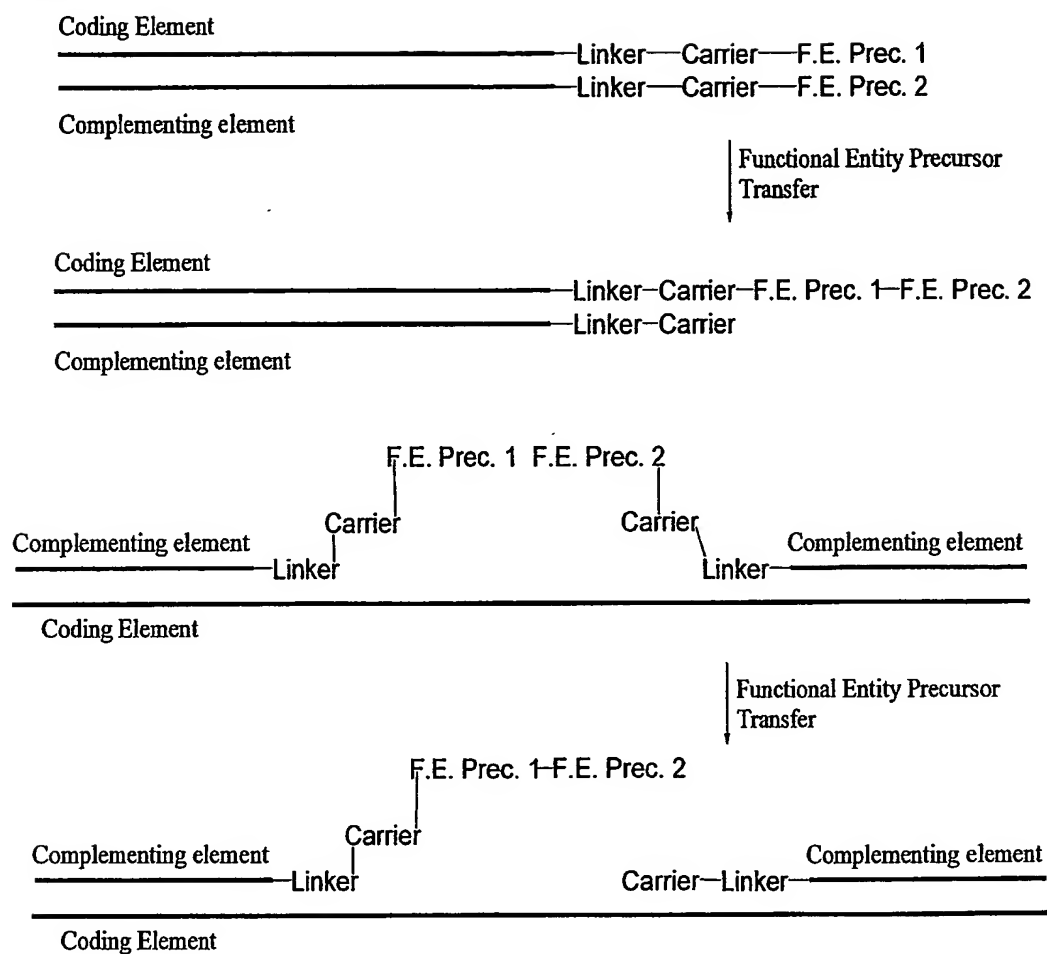 Coding Element
Linker—Carrier—F.E. Prec. 1
Linker—Carrier—F.E. Prec. 2
Complementing element
Functional Entity Precursor
Transfer
Coding Element
Linker–Carrier–F.E. Prec. 1–F.E. Prec. 2
Linker–Carrier
Complementing element
F.E. Prec. 1 F.E. Prec. 2
Carrier Carrier
Complementing element Complementing element
Linker Linker
Coding Element
Functional Entity Precursor
Transfer
F.E. Prec. 1–F.E. Prec. 2
Carrier
Complementing element Complementing element
Linker Carrier–Linker
Coding Element